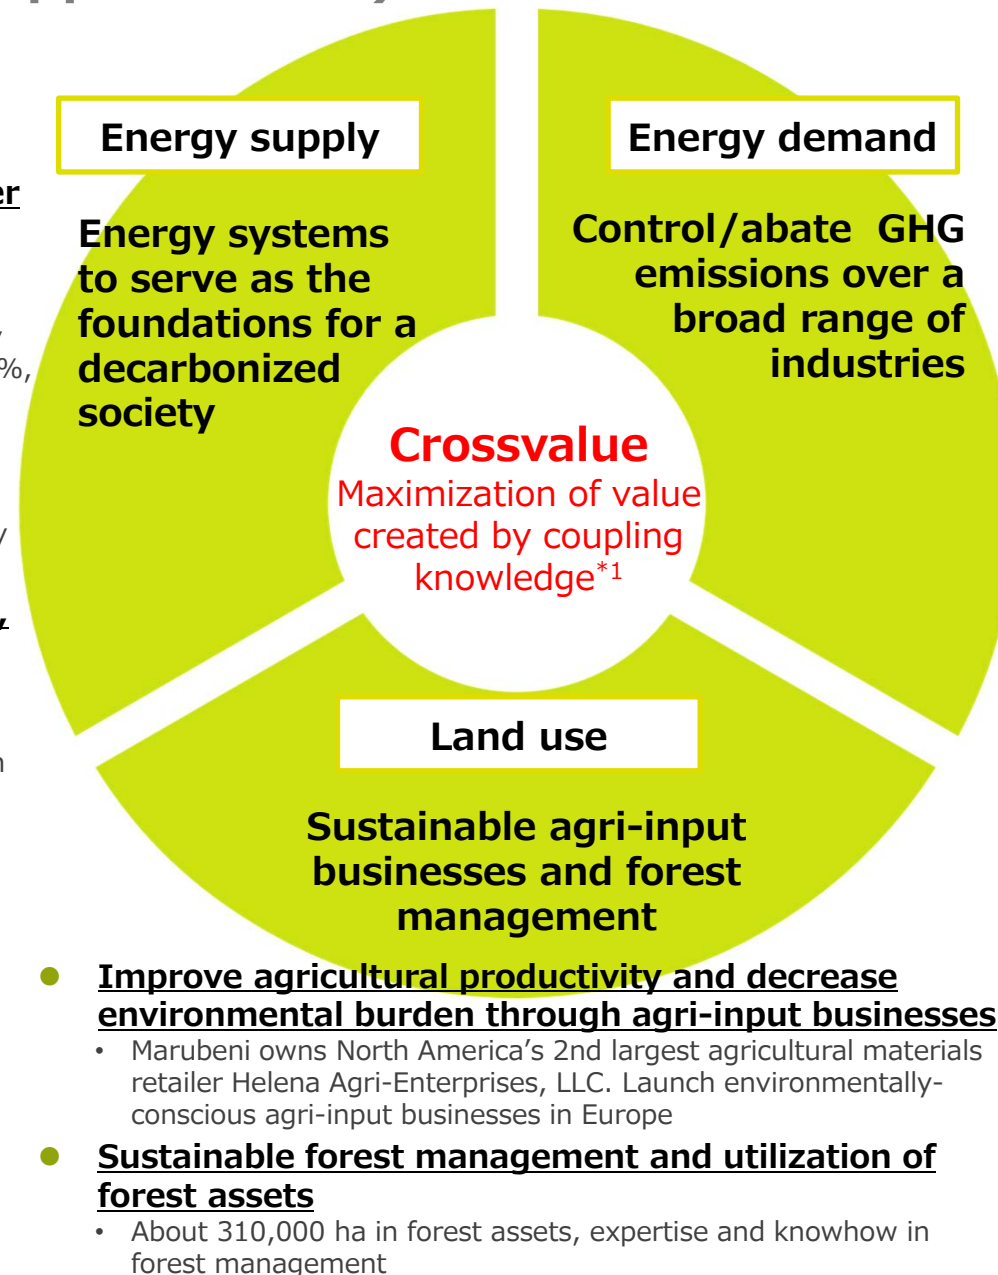 Energy supply
Energy demand
er
Energy systems
to serve as the
foundations for a
decarbonized
society
%,
y
n
Control/abate  GHG
emissions over a
broad range of
industries
Crossvalue
Maximization of value
created by coupling
knowledge*1
Land use
Sustainable agri-input
businesses and forest
management
● Improve agricultural productivity and decrease
environmental burden through agri-input businesses
• Marubeni owns North America’s 2nd largest agricultural materials
retailer Helena Agri-Enterprises, LLC. Launch environmentally-
conscious agri-input businesses in Europe
● Sustainable forest management and utilization of
forest assets
• About 310,000 ha in forest assets, expertise and knowhow in
forest management